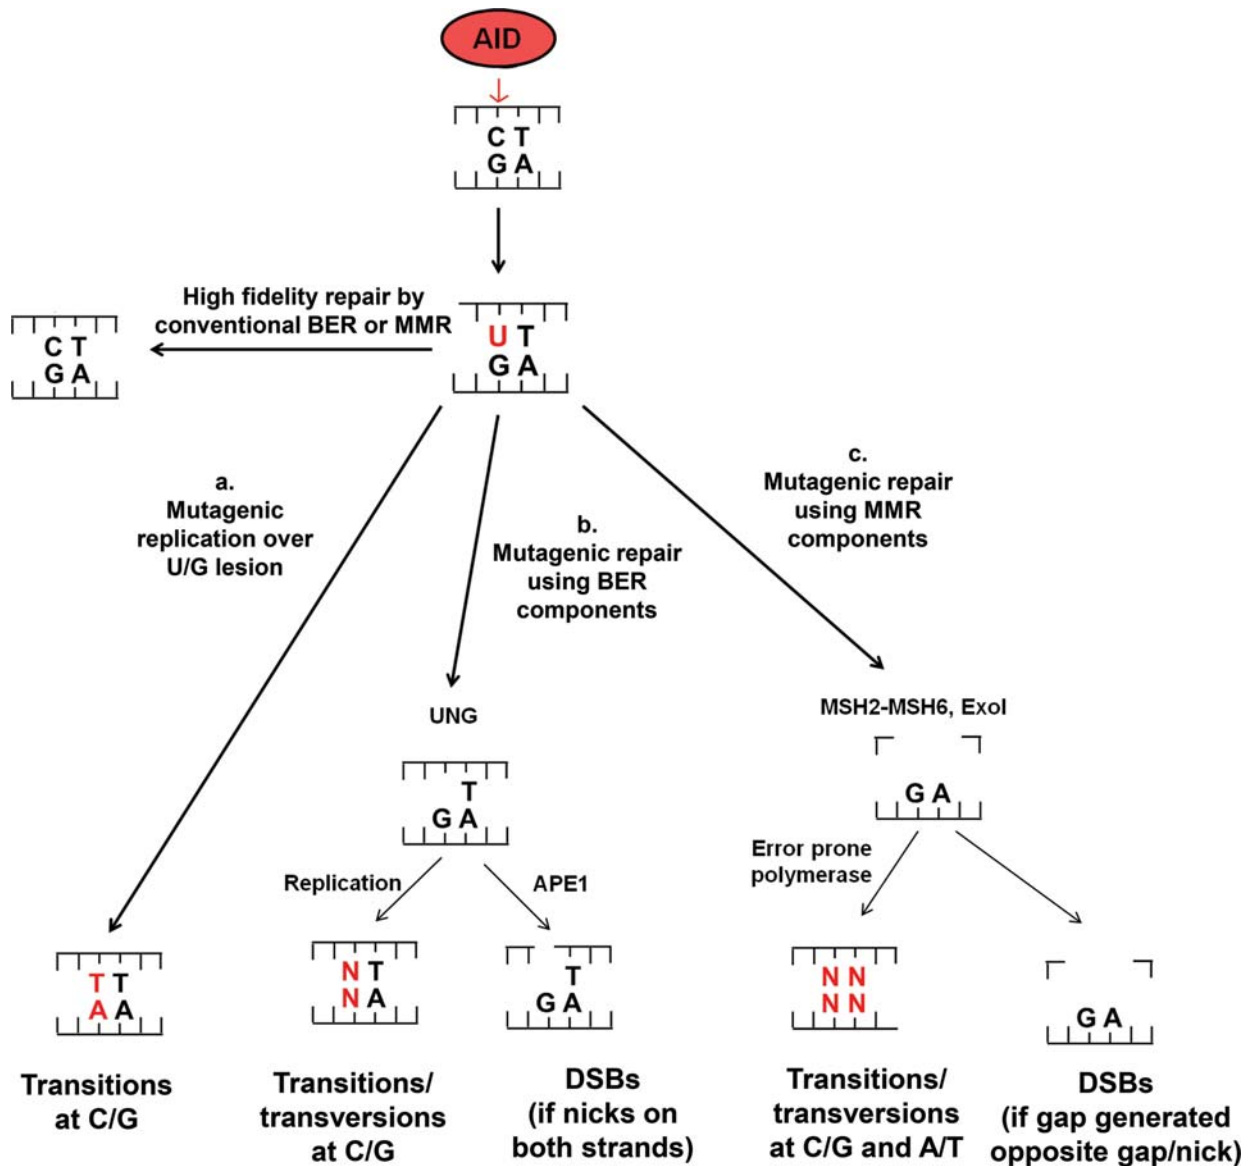 AID
C T
G A
High fidelity repair by
conventional BER or MMR
U T
G A
C T
G A
a.
Mutagenic
replication over
U/G lesion
b.
Mutagenic repair
using BER
components
c.
Mutagenic repair
using MMR
components
UNG
T
G A
MSH2-MSH6, ExoI
G A
Replication
APE1
Error prone
polymerase
T T
A A
N T
N A
T
G A
N N
N N
G A
Transitions
at C/G
Transitions/
transversions
at C/G
DSBs
(if nicks on
both strands)
Transitions/
transversions
at C/G and A/T
DSBs
(if gap generated
opposite gap/nick)